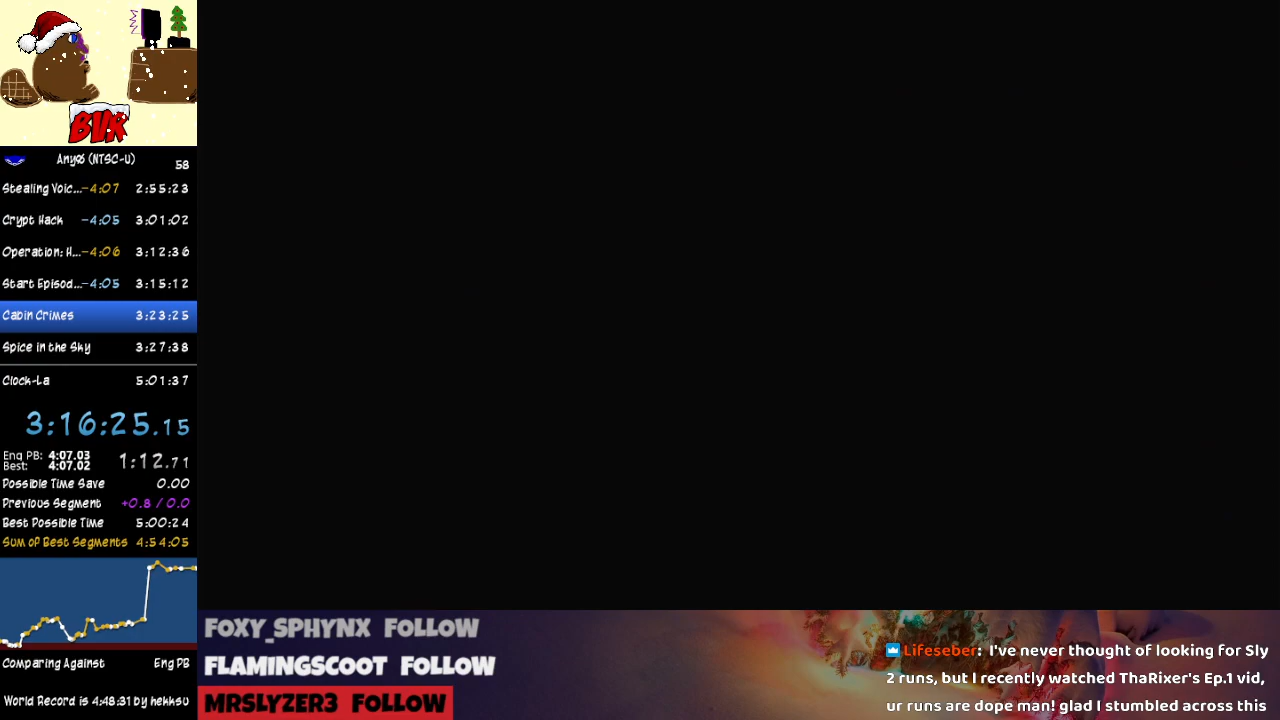 BVK
Any% (NTSC-U) 58
Stealing Voic... -4:07 2:55:23
Crypt Hack -4:05 3:01:02
Operation: H... -4:06 3:12:36
Start Episod... -4:05 3:15:12
Cabin Crimes 3:23:25
Spice in the Sky 3:27:38
Clock-La 5:01:37
3:16:25.15
Eng PB: 4:07.03
Best: 4:07.02
1:12.71
Possible Time Save 0.00
Previous Segment +0.8 / 0.0
Best Possible Time 5:00:24
Sum of Best Segments 4:54:05
Comparing Against Eng PB
World Record is 4:48:31 by hekksu
FOXY_SPHYNX FOLLOW
FLAMINGSCOOT FOLLOW
MRSLYZER3 FOLLOW
Lifeseber: I've never thought of looking for Sly
2 runs, but I recently watched ThaRixer's Ep.1 vid,
ur runs are dope man! glad I stumbled across this